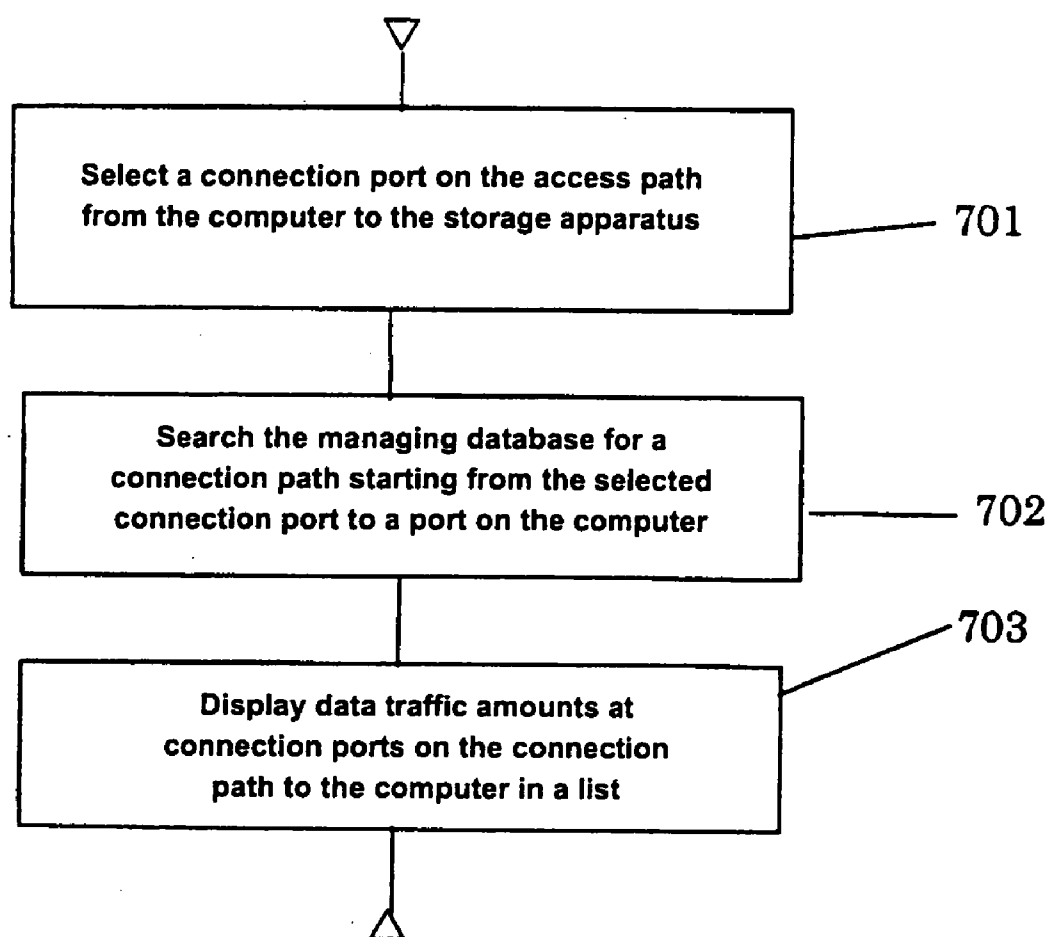 Select a connection port on the access path
from the computer to the storage apparatus
701
Search the managing database for a
connection path starting from the selected
connection port to a port on the computer
702
703
Display data traffic amounts at
connection ports on the connection
path to the computer in a list